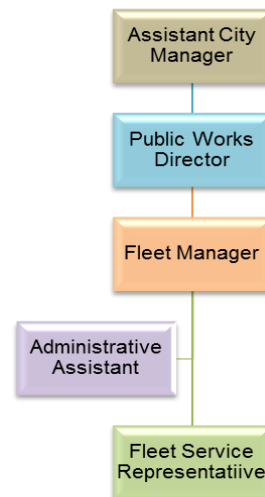 Assistant City
Manager
Public Works
Director
Fleet Manager
Administrative
Assistant
Fleet Service
Representatiive